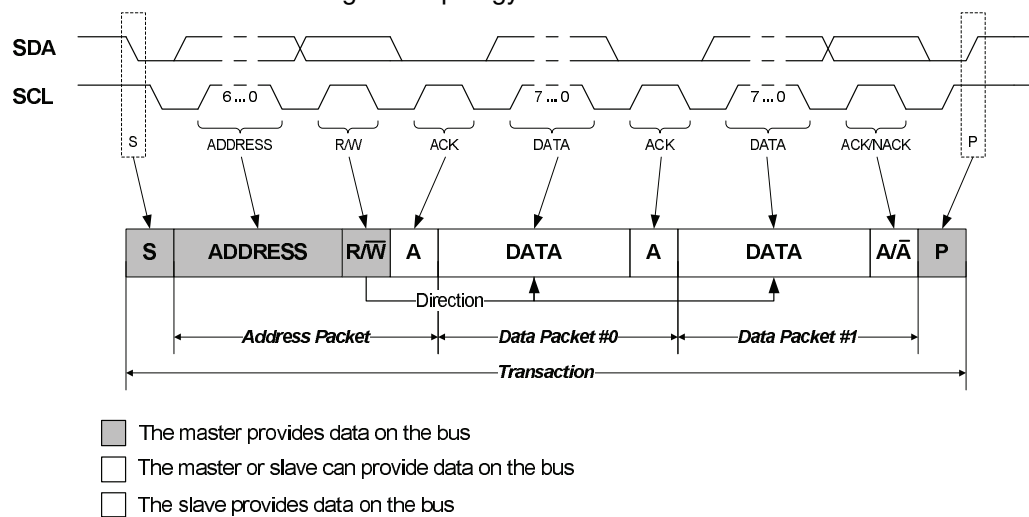 SDA
SCL
6 ... 0
7 ... 0
7 ... 0
S
ADDRESS
R/W
ACK
DATA
ACK
DATA
ACK/NACK
P
S
ADDRESS
R/W̅
A
DATA
A
DATA
A/A̅
P
Direction
Address Packet
Data Packet #0
Data Packet #1
Transaction
The master provides data on the bus
The master or slave can provide data on the bus
The slave provides data on the bus